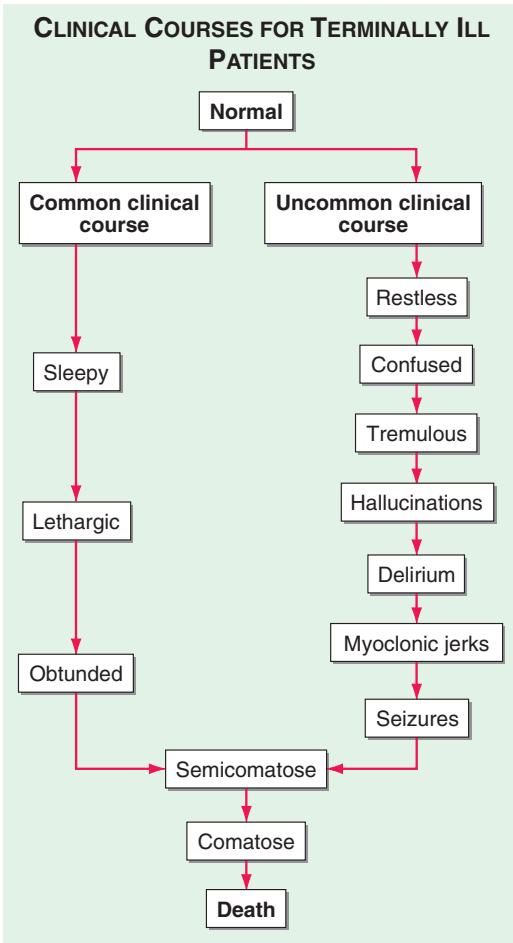 CLINICAL COURSES FOR TERMINALLY ILL
PATIENTS
Normal
Common clinical
course
Sleepy
Lethargic
Obtunded
Uncommon clinical
course
Restless
Confused
Tremulous
Hallucinations
Delirium
Myoclonic jerks
Seizures
Semicomatose
Comatose
Death